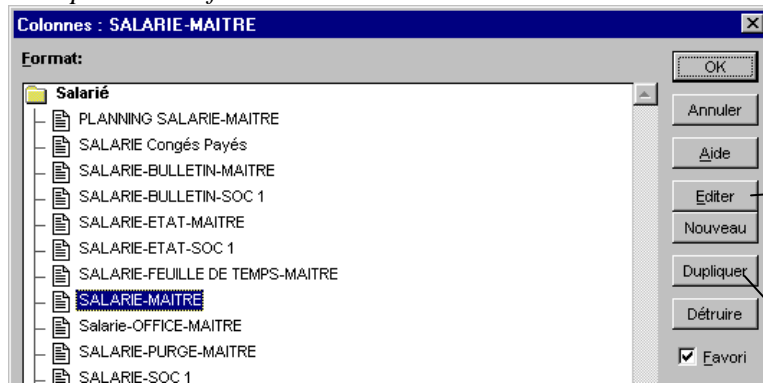 Colonnes : SALARIE-MAITRE
Format:
OK
Salarié
PLANNING SALARIE-MAITRE
Annuler
SALARIE Congés Payés
Aide
SALARIE-BULLETIN-MAITRE
SALARIE-BULLETIN-SOC 1
Editer
SALARIE-ETAT-MAITRE
Nouveau
SALARIE-ETAT-SOC 1
SALARIE-FEUILLE DE TEMPS-MAITRE
Dupliquer
SALARIE-MAITRE
Détruire
Salarie-OFFICE-MAITRE
SALARIE-PURGE-MAITRE
Favori
SALARIE-SOC 1